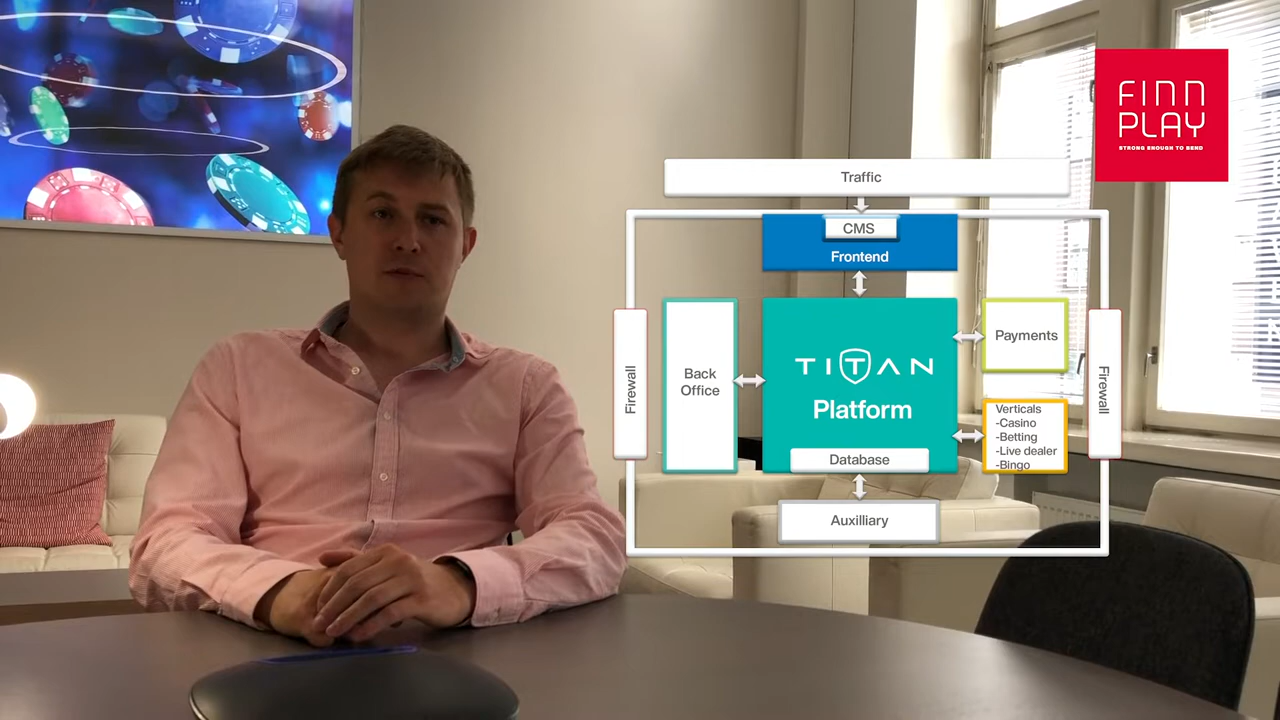 FINN
PLAY
STRONG ENOUGH TO BEND
Traffic
CMS
Frontend
Firewall
Back
Office
TITAN
Platform
Database
Payments
Verticals
-Casino
-Betting
-Live dealer
-Bingo
Firewall
Auxilliary